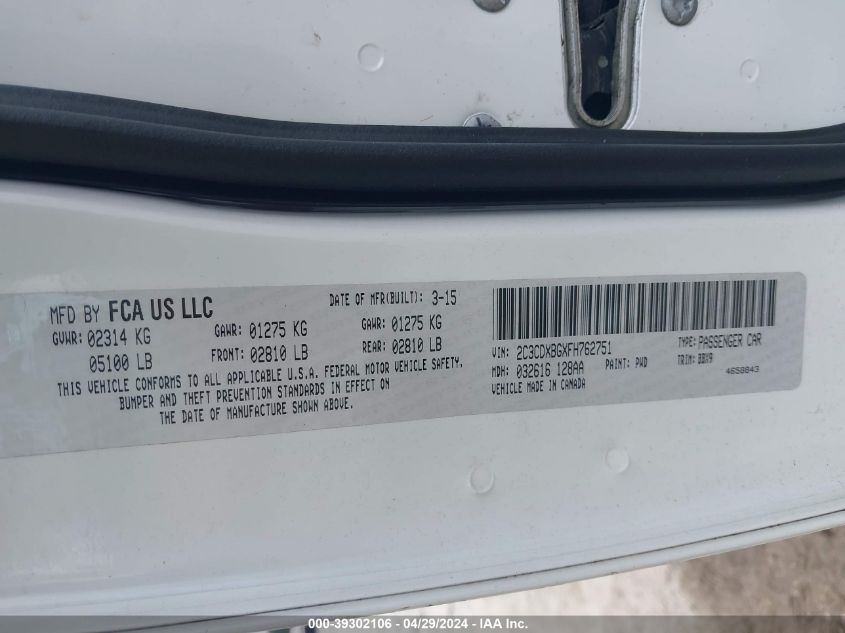 MFD BY FCA US LLC
DATE OF MFR(BUILT): 3-15
GVWR: 02314 KG
GAWR: 01275 KG
GAWR: 01275 KG
05100 LB
FRONT: 02810 LB
REAR: 02810 LB
THIS VEHICLE CONFORMS TO ALL APPLICABLE U.S.A. FEDERAL MOTOR VEHICLE SAFETY,
BUMPER AND THEFT PREVENTION STANDARDS IN EFFECT ON
THE DATE OF MANUFACTURE SHOWN ABOVE.
VIN: 2C3CDXBGXFH762751
TYPE: PASSENGER CAR
MDH: 032616 128AA
PAINT: PWD
TRIM: BBX9
VEHICLE MADE IN CANADA
4658843
000-39302106 - 04/29/2024 - IAA Inc.